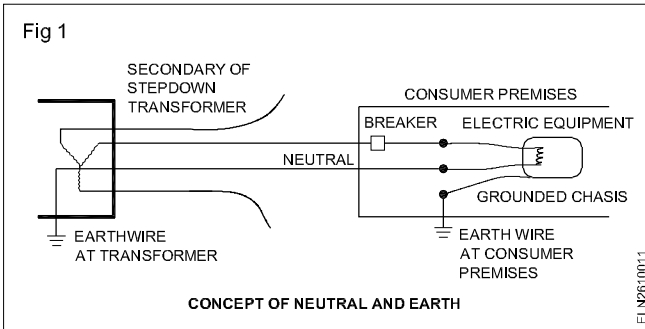 Fig 1
SECONDARY OF
STEPDOWN
TRANSFORMER
CONSUMER PREMISES
BREAKER
ELECTRIC EQUIPMENT
NEUTRAL
GROUNDED CHASIS
EARTHWIRE
AT TRANSFORMER
EARTH WIRE
AT CONSUMER
PREMISES
CONCEPT OF NEUTRAL AND EARTH
ELN2610011